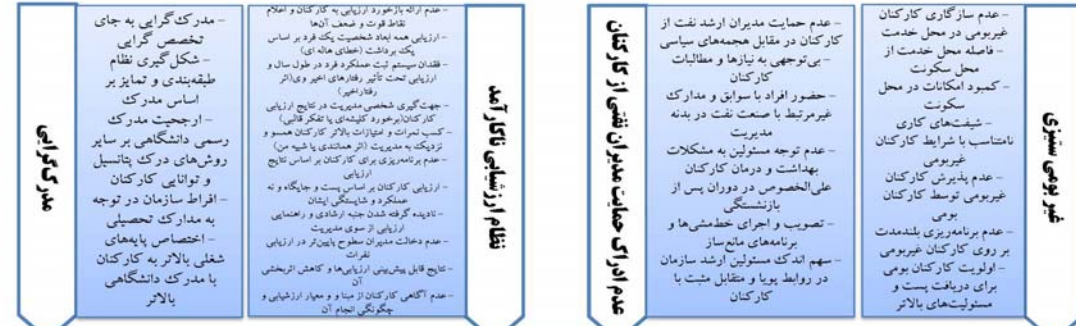 غیر بومی ستیزی
- عدم سازگاری کارکنان
غیربومی در محل خدمت
- فاصله محل خدمت از
محل سکونت
- کمبود امکانات در محل
سکونت
- شیفت‌های کاری
نامتناسب با شرایط کارکنان
غیربومی
- عدم پذیرش کارکنان
غیربومی توسط کارکنان
بومی
- عدم برنامه‌ریزی بلندمدت
بر روی کارکنان غیربومی
- اولویت کارکنان بومی
برای دریافت پست و
مسئولیت‌های بالاتر
عدم ادراک حمایت مدیران نفتی از کارکنان
- عدم حمایت مدیران ارشد نفت از
کارکنان در مقابل هجمه‌های سیاسی
- بی‌توجهی به نیازها و مطالبات
کارکنان
- حضور افراد با سوابق و مدارک
غیرمرتبط با صنعت نفت در بدنه
مدیریت
- عدم توجه مسئولین به مشکلات
بهداشت و درمان کارکنان
علی‌الخصوص در دوران پس از
بازنشستگی
- تصویب و اجرای خط‌مشی‌ها و
برنامه‌های مانع‌ساز
- سهم اندک مسئولین ارشد سازمان
در روابط پویا و متقابل مثبت با
کارکنان
نظام ارزشیابی ناکارآمد
- عدم ارائه بازخورد ارزیابی به کارکنان و اعلام
نقاط قوت و ضعف آن‌ها
- ارزیابی همه ابعاد شخصیت یک فرد بر اساس
یک برداشت (خطای هاله ای)
- فقدان سیستم ثبت عملکرد فرد در طول سال و
ارزیابی تحت تأثیر رفتارهای اخیر وی(اثر
رفتاراخیر)
- جهت‌گیری شخصی مدیریت در نتایج ارزیابی
کارکنان(برخورد کلیشه‌ای یا تفکر قالبی)
- کسب نمرات و امتیازات بالاتر کارکنان همسو و
نزدیک به مدیریت (اثر همانندی یا شبیه من)
- عدم برنامه‌ریزی برای کارکنان بر اساس نتایج
ارزیابی
- ارزیابی کارکنان بر اساس پست و جایگاه و نه
عملکرد و شایستگی ایشان
- نادیده گرفته شدن جنبه ارشادی و راهنمایی
ارزیابی از سوی مدیریت
- عدم دخالت مدیران سطوح پایین‌تر در ارزیابی
نفرات
- نتایج قابل پیش‌بینی ارزیابی‌ها و کاهش اثربخشی
آن
- عدم آگاهی کارکنان از مبنا و و معیار ارزشیابی و
چگونگی انجام آن
مدرک‌گرایی
- مدرک‌گرایی به جای
تخصص گرایی
- شکل‌گیری نظام
طبقه‌بندی و تمایز بر
اساس مدرک
- ارجحیت مدرک
رسمی دانشگاهی بر سایر
روش‌های درک پتانسیل
و توانایی کارکنان
- افراط سازمان در توجه
به مدارک تحصیلی
- اختصاص پایه‌های
شغلی بالاتر به کارکنان
با مدرک دانشگاهی
بالاتر